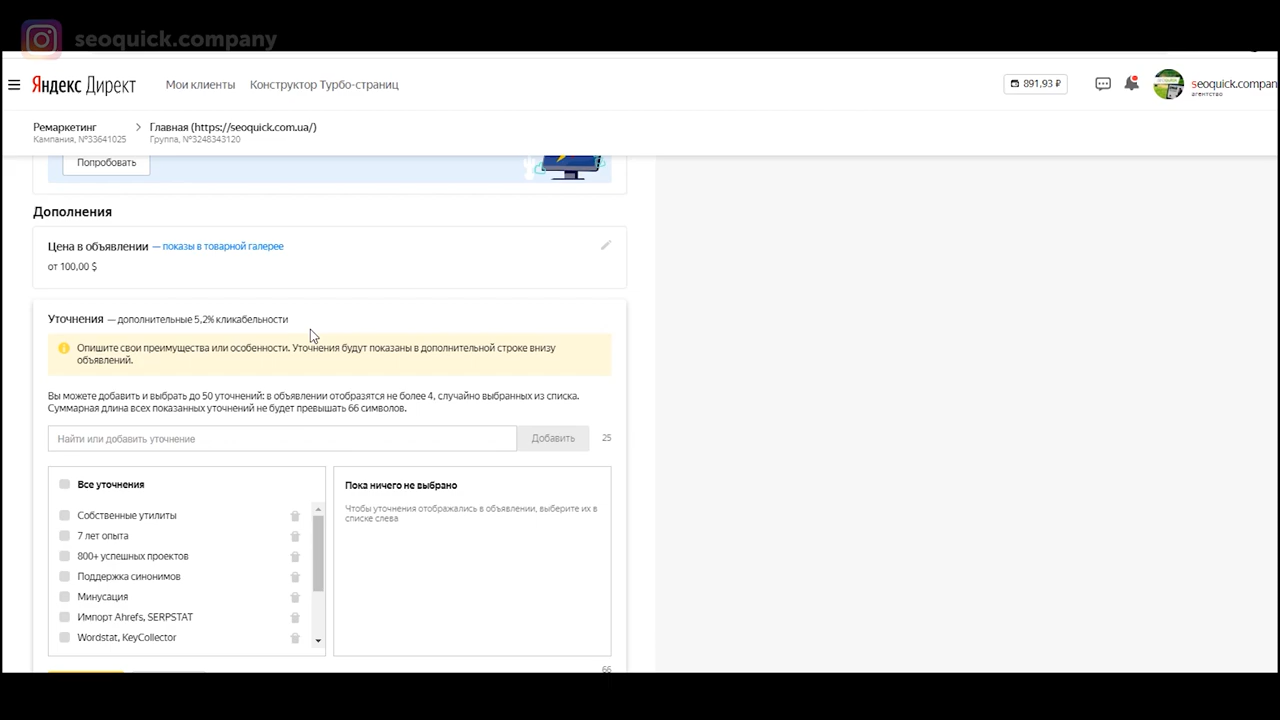 seoquick.company
Яндекс Директ
Мои клиенты
Конструктор Турбо-страниц
891,93 ₽
seoquick.compan
агентство
Ремаркетинг
Кампания, №33641025
Главная (https://seoquick.com.ua/)
Группа, №3248343120
Попробовать
Дополнения
Цена в объявлении — показы в товарной галерее
от 100,00 $
Уточнения — дополнительные 5,2% кликабельности
Опишите свои преимущества или особенности. Уточнения будут показаны в дополнительной строке внизу
объявлений.
Вы можете добавить и выбрать до 50 уточнений: в объявлении отобразятся не более 4, случайно выбранных из списка.
Суммарная длина всех показанных уточнений не будет превышать 66 символов.
Найти или добавить уточнение
Добавить
25
Все уточнения
Собственные утилиты
7 лет опыта
800+ успешных проектов
Поддержка синонимов
Минусация
Импорт Ahrefs, SERPSTAT
Wordstat, KeyCollector
Пока ничего не выбрано
Чтобы уточнения отображались в объявлении, выберите их в
списке слева
66